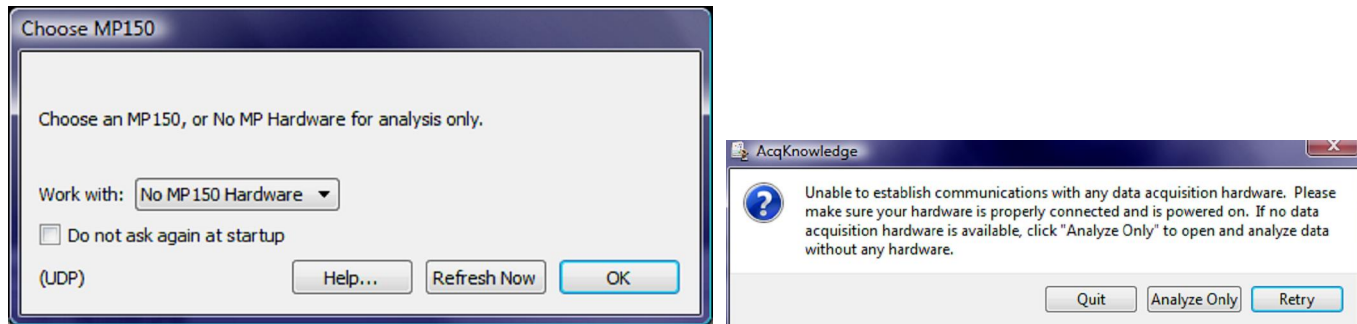 Choose MP150
Choose an MP150, or No MP Hardware for analysis only.
Work with: No MP150 Hardware
Do not ask again at startup
(UDP) Help... Refresh Now OK
AcqKnowledge
Unable to establish communications with any data acquisition hardware. Please
make sure your hardware is properly connected and is powered on. If no data
acquisition hardware is available, click "Analyze Only" to open and analyze data
without any hardware.
Quit Analyze Only Retry